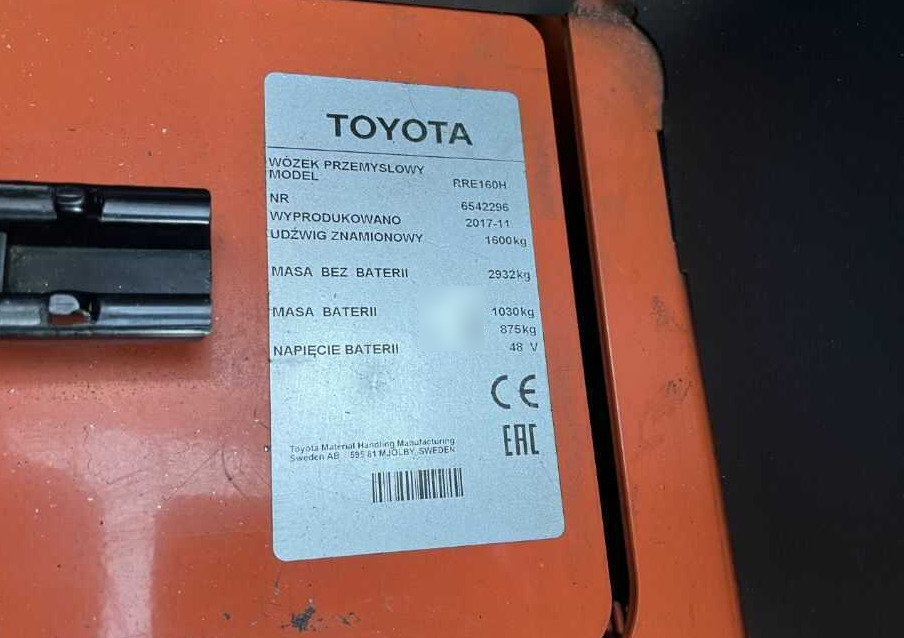 TOYOTA
WÓZEK PRZEMYSŁOWY
MODEL RRE160H
NR 6542296
WYPRODUKOWANO 2017-11
UDŹWIG ZNAMIONOWY 1600kg
MASA BEZ BATERII 2932kg
MASA BATERII 1030kg
875kg
NAPIĘCIE BATERII 48 V
CE
EAC
Toyota Material Handling Manufacturing
Sweden AB 595 81 MJÖLBY, SWEDEN